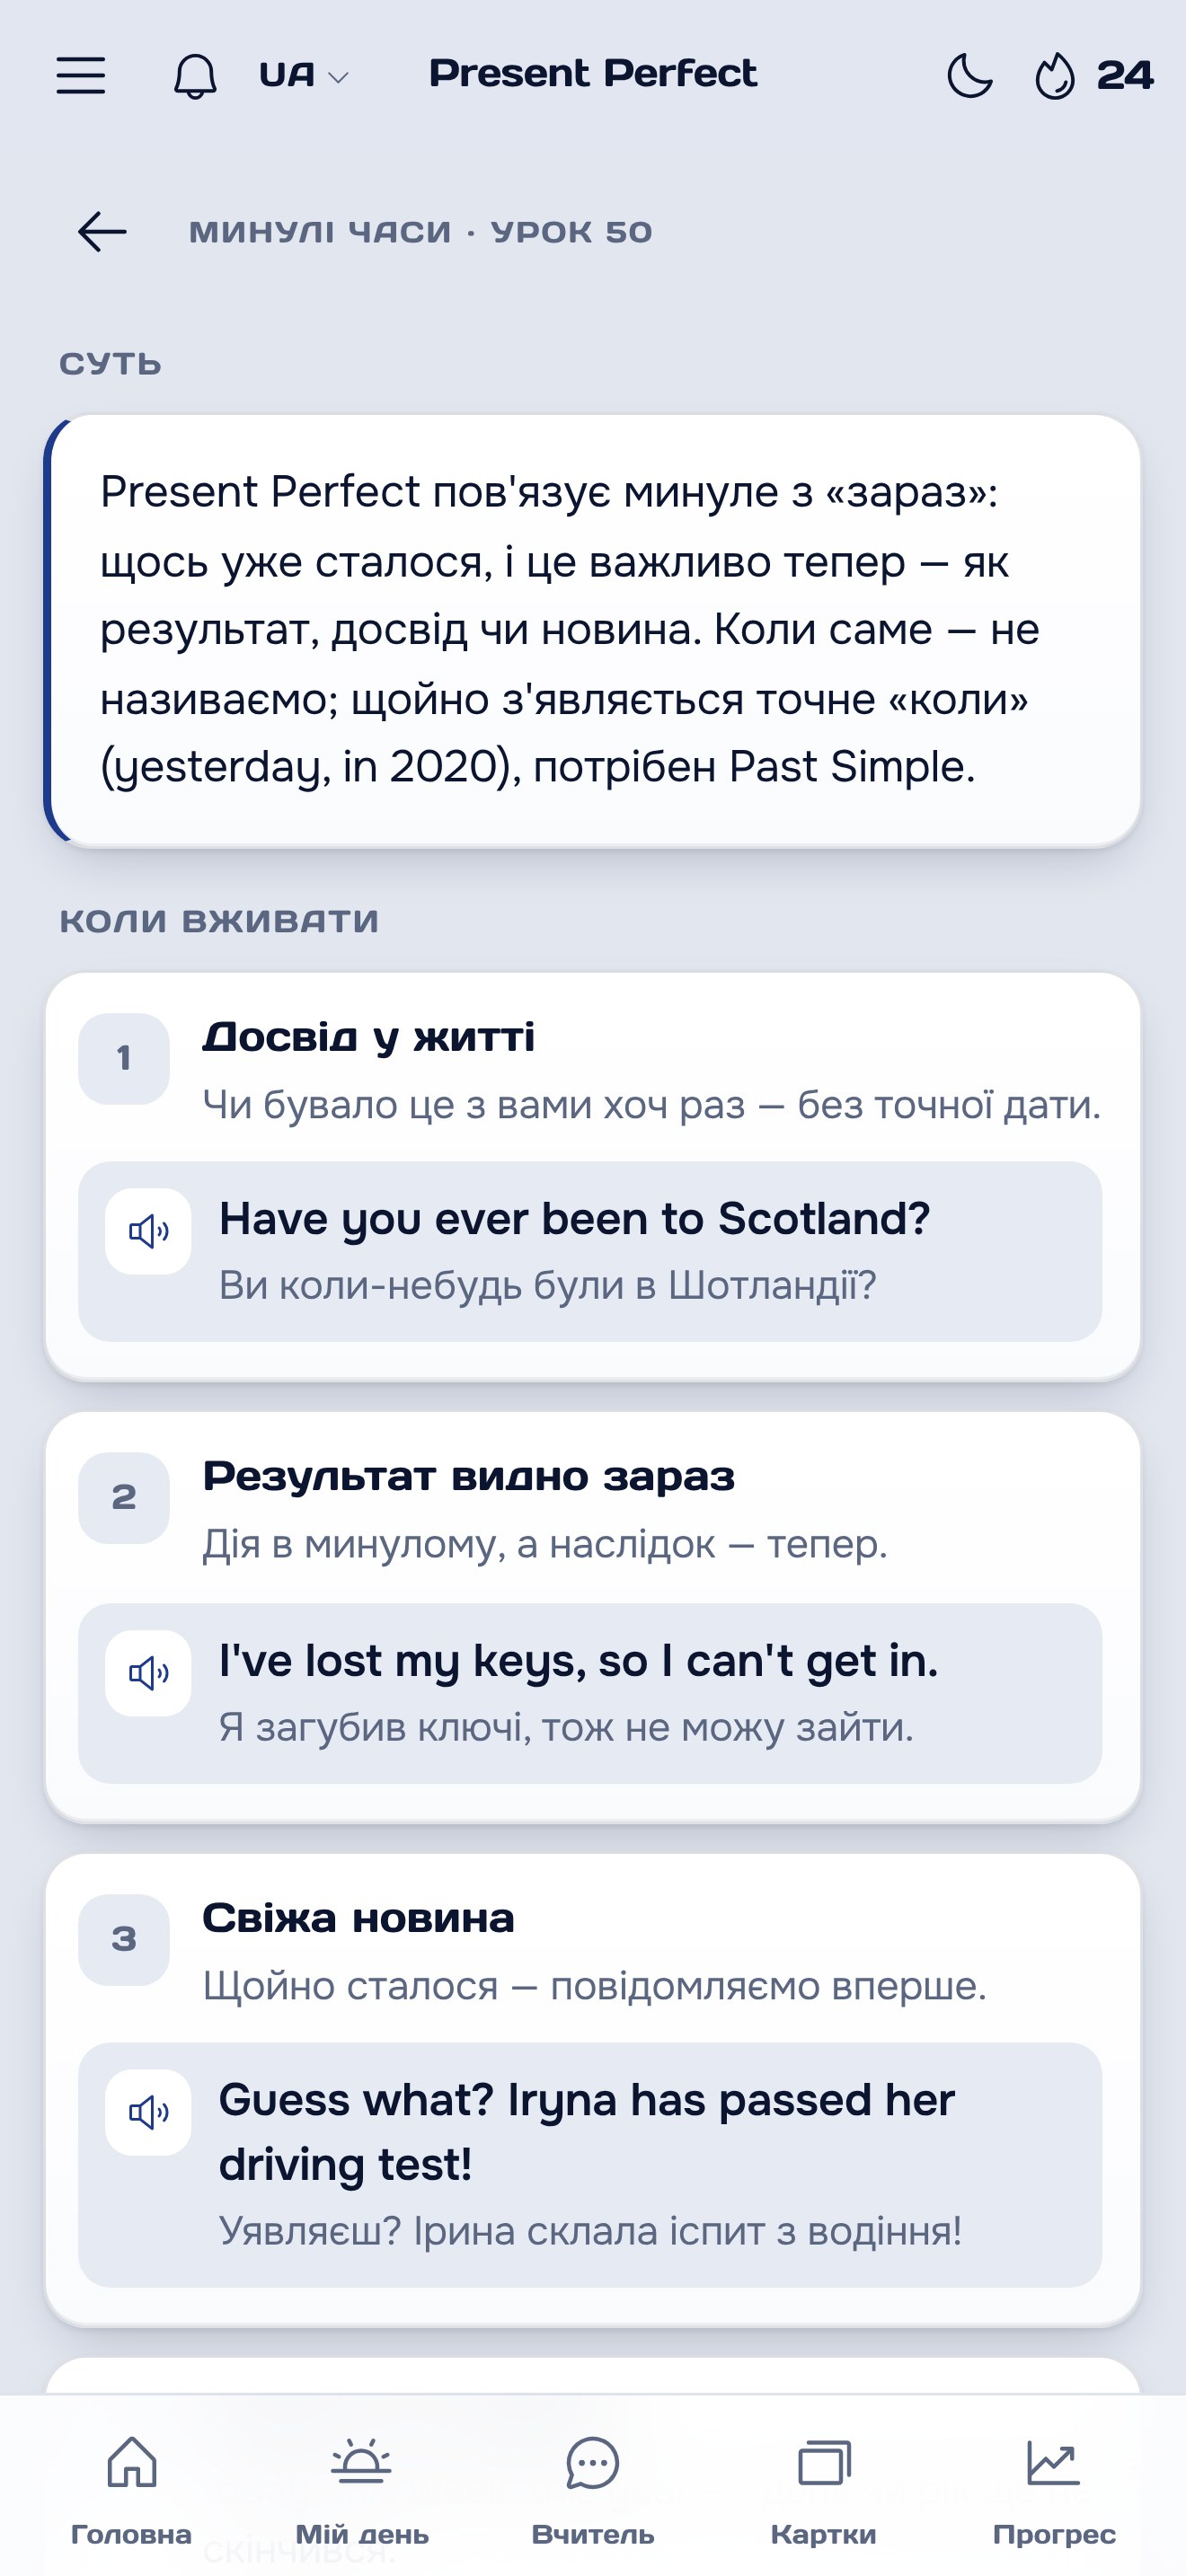 UA
Present Perfect
24
МИНУЛІ ЧАСИ · УРОК 50
СУТЬ
Present Perfect пов'язує минуле з «зараз»:
щось уже сталося, і це важливо тепер — як
результат, досвід чи новина. Коли саме — не
називаємо; щойно з'являється точне «коли»
(yesterday, in 2020), потрібен Past Simple.
КОЛИ ВЖИВАТИ
1
Досвід у житті
Чи бувало це з вами хоч раз — без точної дати.
Have you ever been to Scotland?
Ви коли-небудь були в Шотландії?
2
Результат видно зараз
Дія в минулому, а наслідок — тепер.
I've lost my keys, so I can't get in.
Я загубив ключі, тож не можу зайти.
3
Свіжа новина
Щойно сталося — повідомляємо вперше.
Guess what? Iryna has passed her
driving test!
Уявляєш? Ірина склала іспит з водіння!
Головна
Мій день
Вчитель
Картки
Прогрес
скінчився.